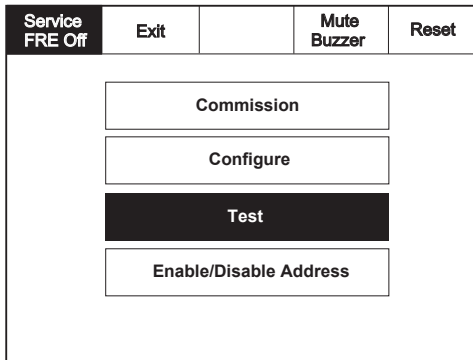 Service
FRE Off
Exit
Mute
Buzzer
Reset
Commission
Configure
Test
Enable/Disable Address